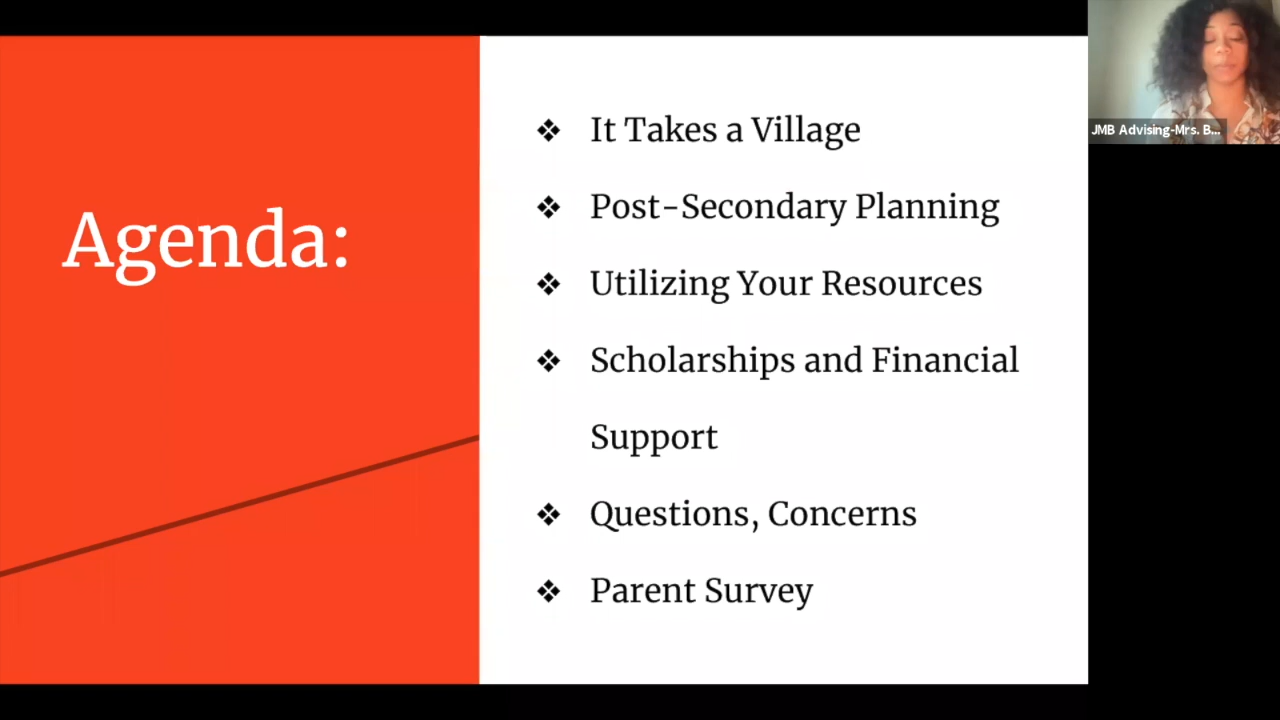 Agenda:
❖ It Takes a Village
❖ Post-Secondary Planning
❖ Utilizing Your Resources
❖ Scholarships and Financial
Support
❖ Questions, Concerns
❖ Parent Survey
JMB Advising-Mrs. B...